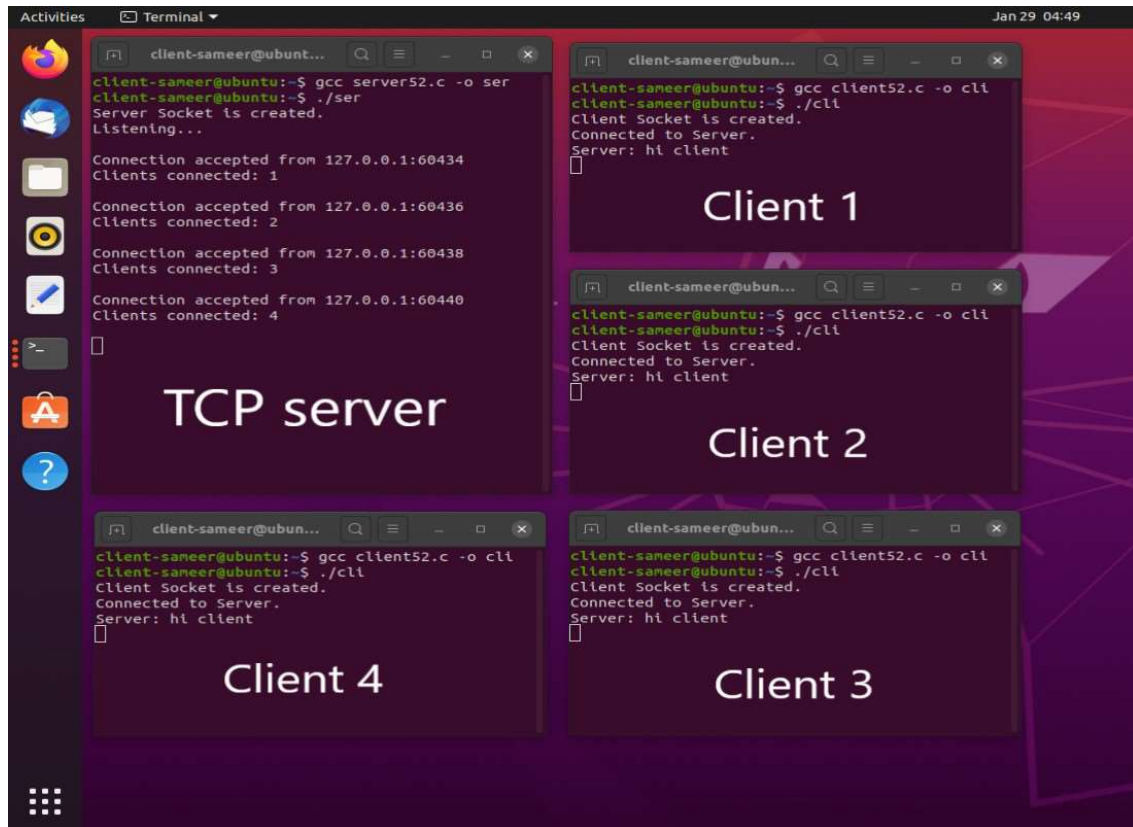 Activities Terminal Jan 29 04:49
client-sameer@ubunt...
client-sameer@ubuntu:~$ gcc server52.c -o ser
client-sameer@ubuntu:~$ ./ser
Server Socket is created.
Listening...
Connection accepted from 127.0.0.1:60434
Clients connected: 1
Connection accepted from 127.0.0.1:60436
Clients connected: 2
Connection accepted from 127.0.0.1:60438
Clients connected: 3
Connection accepted from 127.0.0.1:60440
Clients connected: 4
TCP server
client-sameer@ubun...
client-sameer@ubuntu:~$ gcc client52.c -o cli
client-sameer@ubuntu:~$ ./cli
Client Socket is created.
Connected to Server.
Server: hi client
Client 1
client-sameer@ubun...
client-sameer@ubuntu:~$ gcc client52.c -o cli
client-sameer@ubuntu:~$ ./cli
Client Socket is created.
Connected to Server.
Server: hi client
Client 2
client-sameer@ubun...
client-sameer@ubuntu:~$ gcc client52.c -o cli
client-sameer@ubuntu:~$ ./cli
Client Socket is created.
Connected to Server.
Server: hi client
Client 4
client-sameer@ubun...
client-sameer@ubuntu:~$ gcc client52.c -o cli
client-sameer@ubuntu:~$ ./cli
Client Socket is created.
Connected to Server.
Server: hi client
Client 3